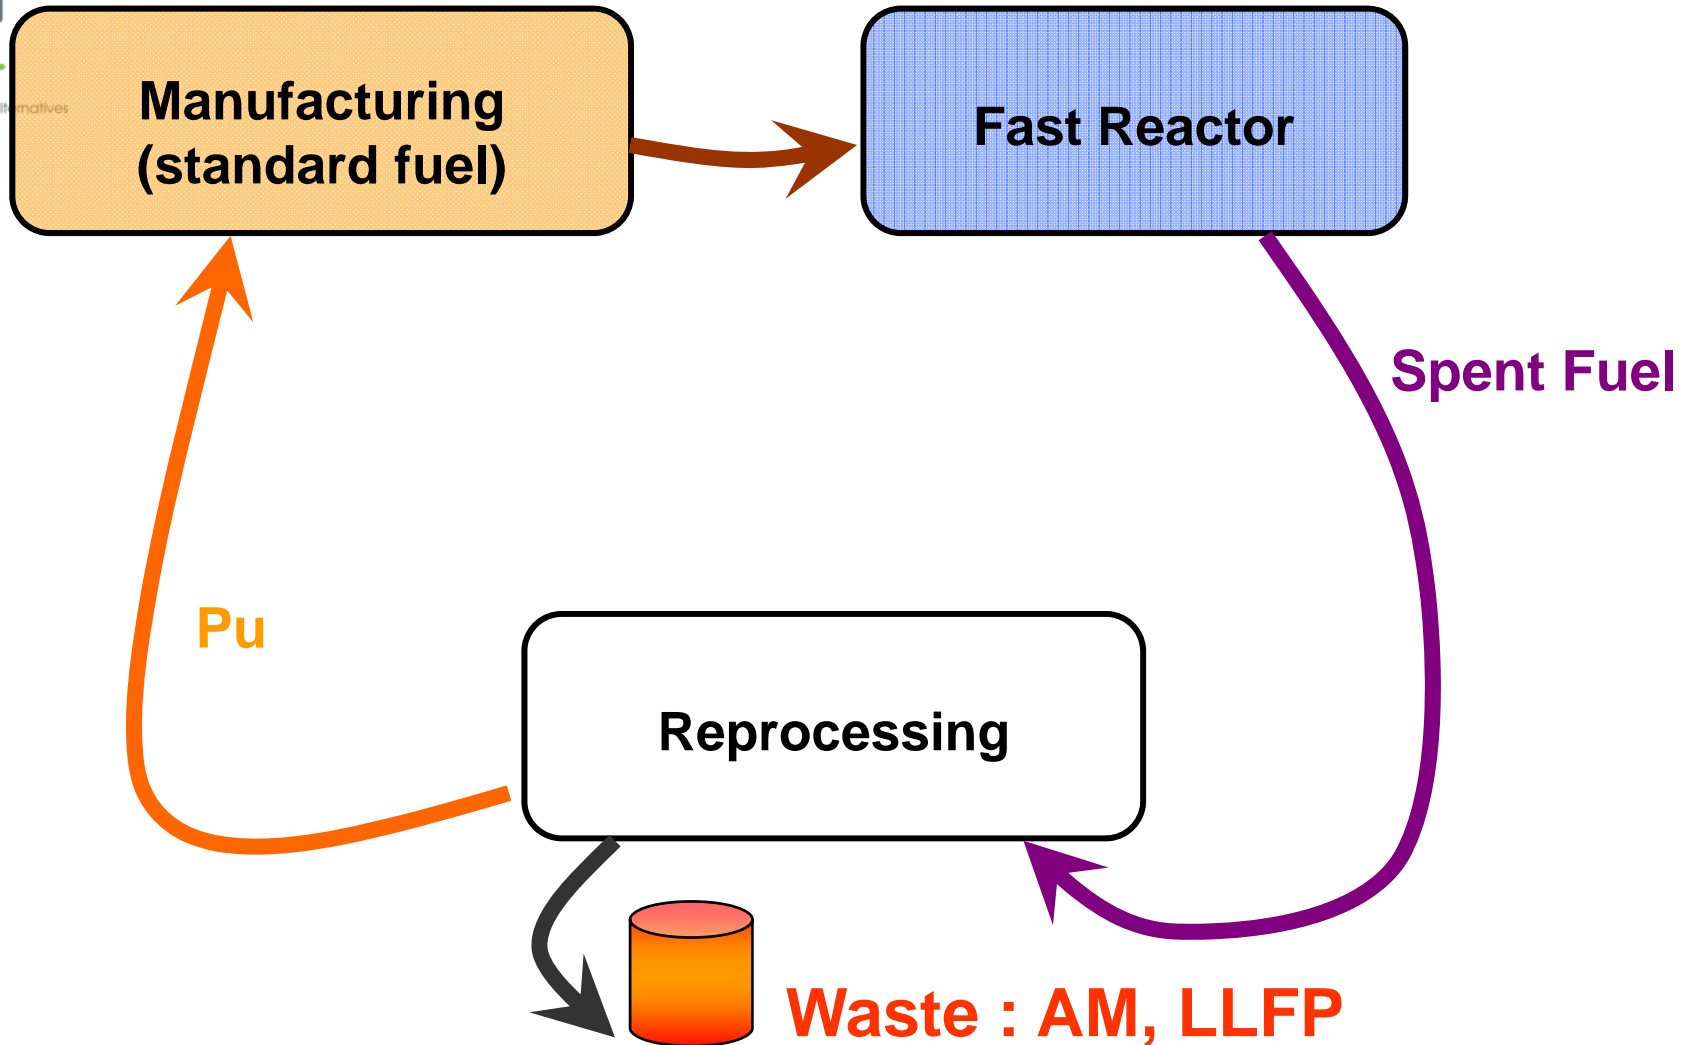 Manufacturing
(standard fuel)
Fast Reactor
Spent Fuel
Pu
Reprocessing
Waste : AM, LLFP